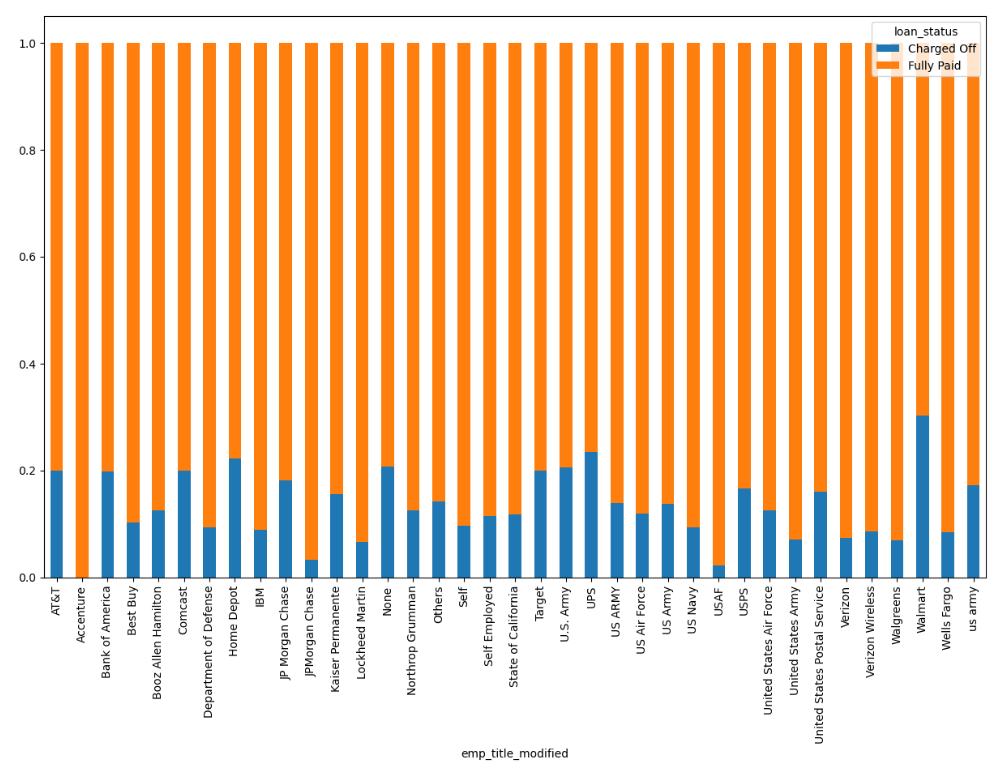 loan_status
Charged Off
Fully Paid
1.0
0.8
0.6
0.4
0.2
0.0
AT&T
Accenture
Bank of America
Best Buy
Booz Allen Hamilton
Comcast
Department of Defense
Home Depot
IBM
JP Morgan Chase
JPMorgan Chase
Kaiser Permanente
Lockheed Martin
None
Northrop Grumman
Others
Self
Self Employed
State of California
Target
U.S. Army
UPS
US ARMY
US Air Force
US Army
US Navy
USAF
USPS
United States Air Force
United States Army
United States Postal Service
Verizon
Verizon Wireless
Walgreens
Walmart
Wells Fargo
us army
emp_title_modified